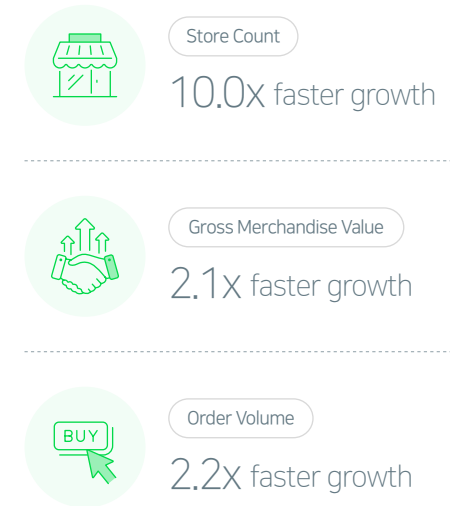 Store Count
10.0x faster growth
Gross Merchandise Value
2.1x faster growth
BUY
Order Volume
2.2x faster growth